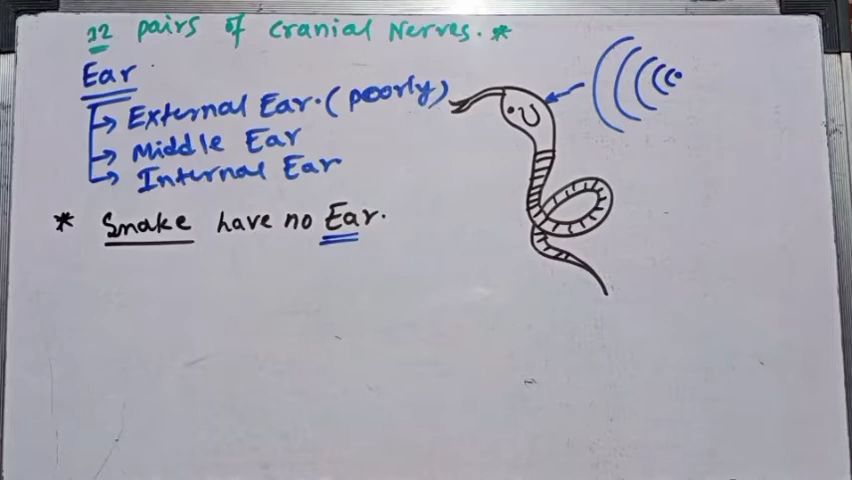 12 pairs of Cranial Nerves. *
Ear
→ External Ear. (poorly)
→ Middle Ear
→ Internal Ear
* Snake have no Ear.